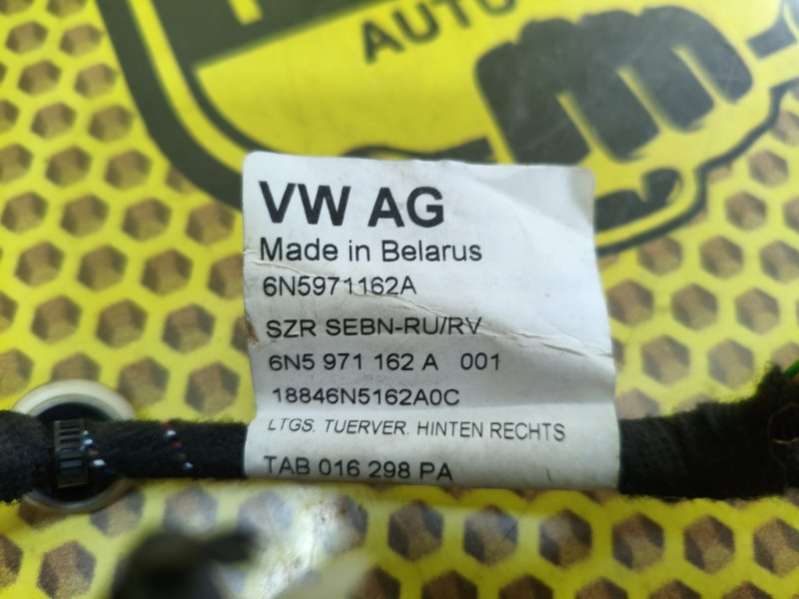 AUTO
VW AG
Made in Belarus
6N5971162A
SZR SEBN-RU/RV
6N5 971 162 A 001
18846N5162A0C
LTGS. TUERVER. HINTEN RECHTS
TAB 016 298 PA